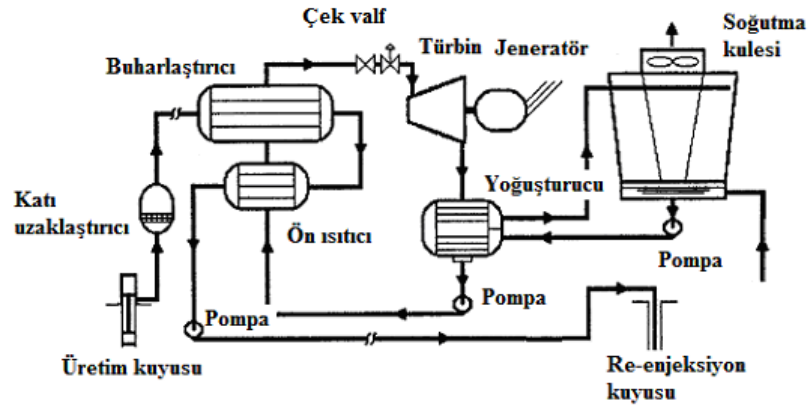 Çek valf
Soğutma
kulesi
Türbin Jeneratör
Buharlaştırıcı
Katı
uzaklaştırıcı
Yoğuşturucu
Ön ısıtıcı
Pompa
Pompa
Pompa
Üretim kuyusu
Re-enjeksiyon
kuyusu